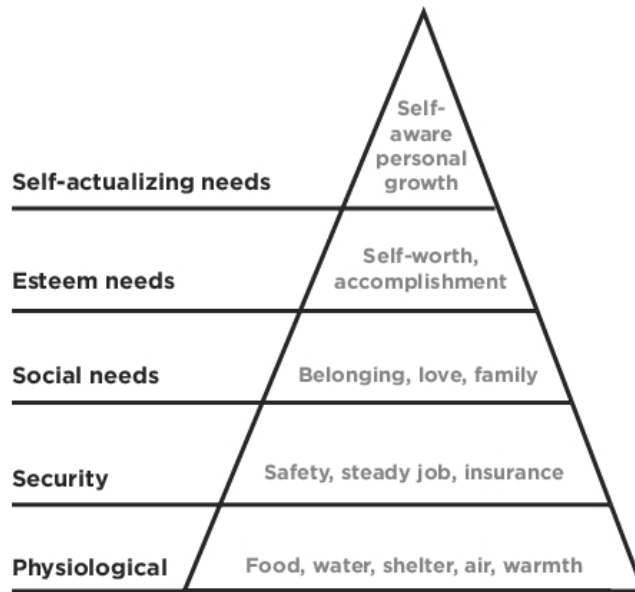 Self-
aware
personal
growth
Self-actualizing needs
Self-worth,
accomplishment
Esteem needs
Social needs
Belonging, love, family
Security
Safety, steady job, insurance
Physiological
Food, water, shelter, air, warmth